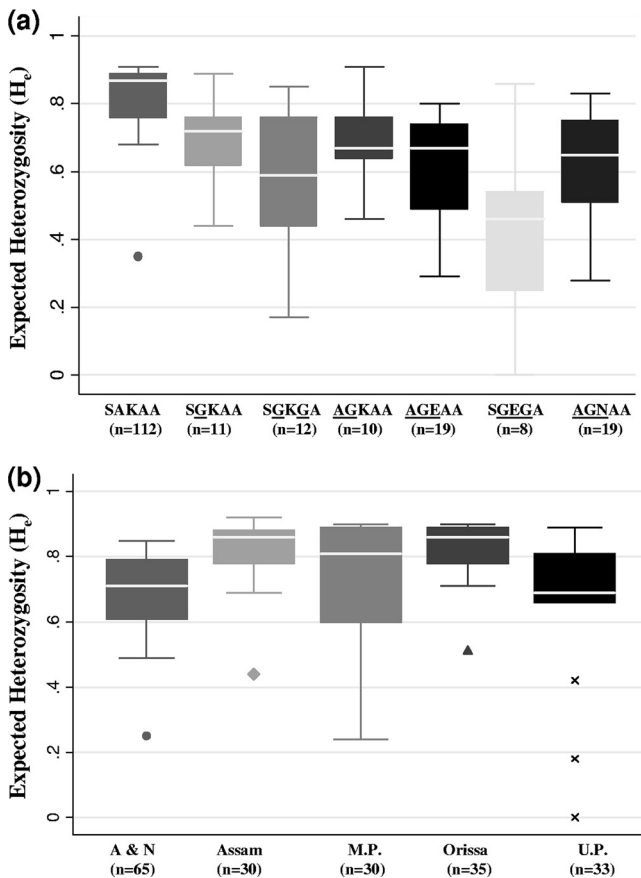 (a)
Expected Heterozygosity (He)
1
.8
.6
.4
.2
0
SAKAA SGKAA SGKGA AGKAA AGEAA SGEGA AGNAA
(n=112) (n=11) (n=12) (n=10) (n=19) (n=8) (n=19)
(b)
Expected Heterozygosity (He)
1
.8
.6
.4
.2
0
A & N Assam M.P. Orissa U.P.
(n=65) (n=30) (n=30) (n=35) (n=33)